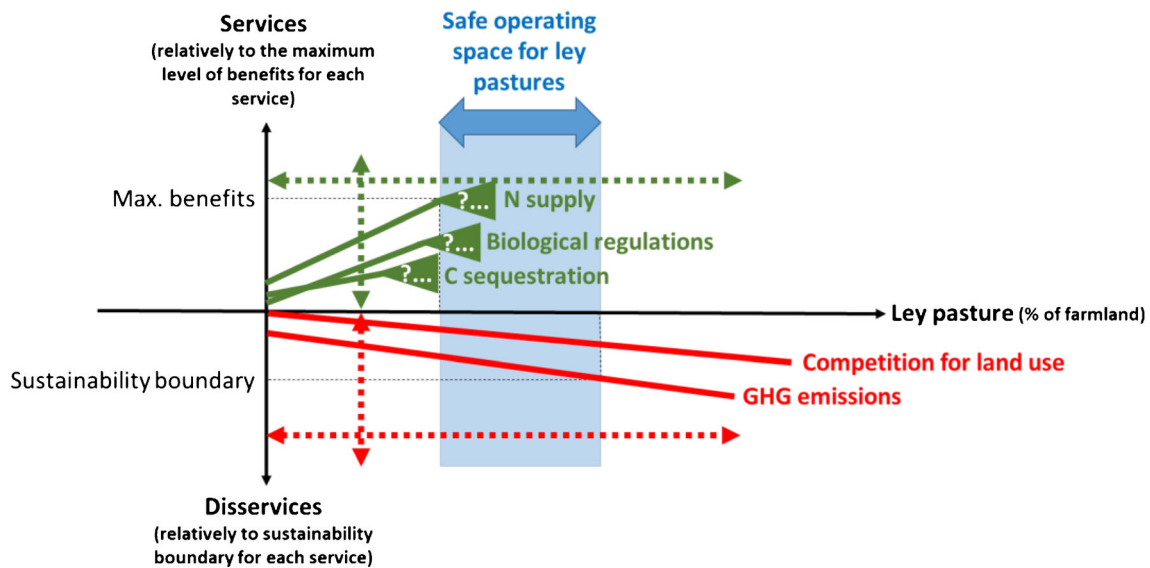 Services
(relatively to the maximum
level of benefits for each
service)
Safe operating
space for ley
pastures
Max. benefits
?...
N supply
?...
Biological regulations
?...
C sequestration
Ley pasture (% of farmland)
Competition for land use
Sustainability boundary
GHG emissions
Disservices
(relatively to sustainability
boundary for each service)